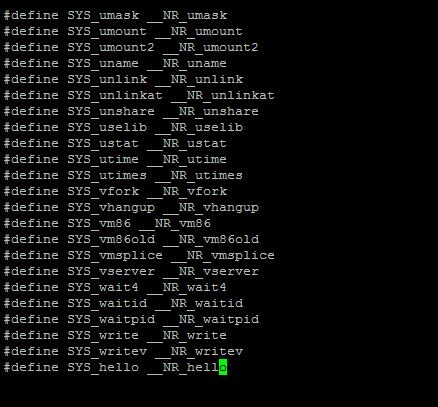 #define SYS_umask __NR_umask
#define SYS_umount __NR_umount
#define SYS_umount2 __NR_umount2
#define SYS_uname __NR_uname
#define SYS_unlink __NR_unlink
#define SYS_unlinkat __NR_unlinkat
#define SYS_unshare __NR_unshare
#define SYS_uselib __NR_uselib
#define SYS_ustat __NR_ustat
#define SYS_utime __NR_utime
#define SYS_utimes __NR_utimes
#define SYS_vfork __NR_vfork
#define SYS_vhangup __NR_vhangup
#define SYS_vm86 __NR_vm86
#define SYS_vm86old __NR_vm86old
#define SYS_vmsplice __NR_vmsplice
#define SYS_vserver __NR_vserver
#define SYS_wait4 __NR_wait4
#define SYS_waitid __NR_waitid
#define SYS_waitpid __NR_waitpid
#define SYS_write __NR_write
#define SYS_writev __NR_writev
#define SYS_hello __NR_hello